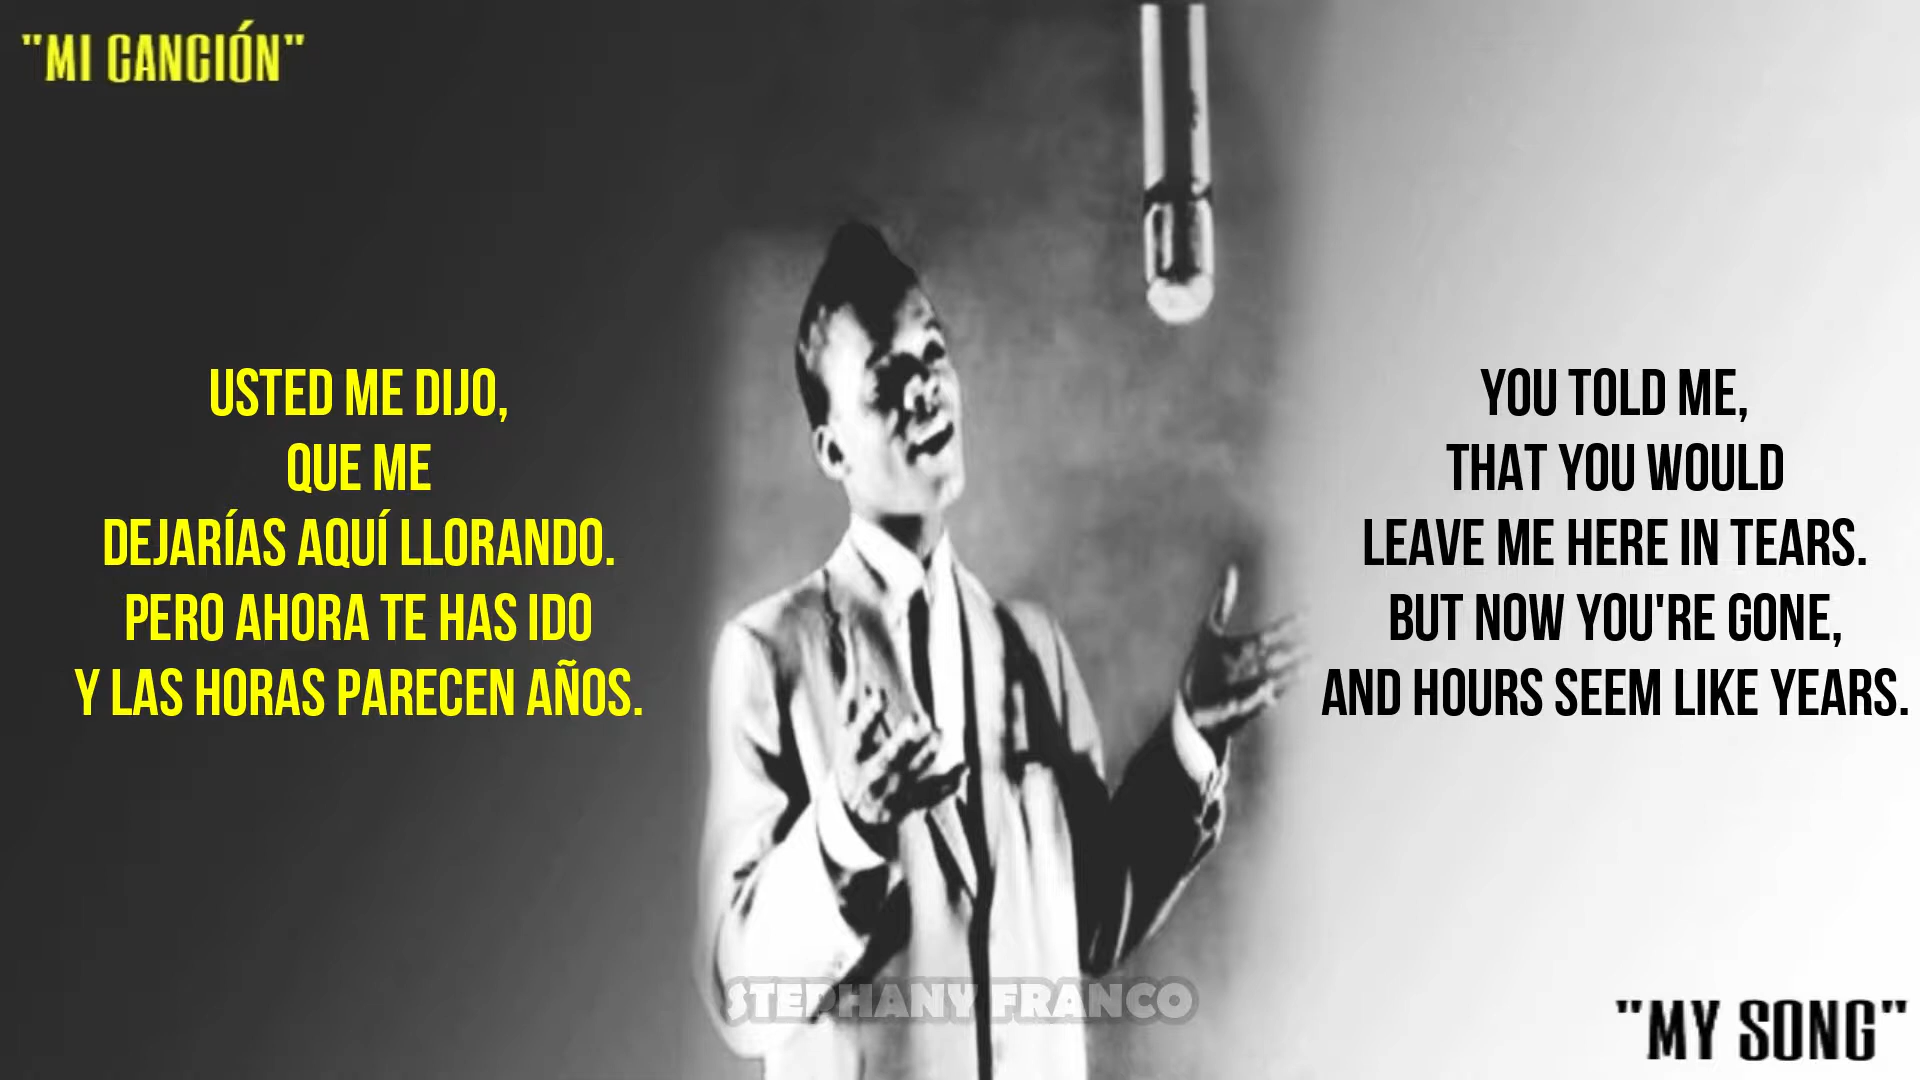 "MI CANCIÓN"
USTED ME DIJO,
QUE ME
DEJARÍAS AQUÍ LLORANDO.
PERO AHORA TE HAS IDO
Y LAS HORAS PARECEN AÑOS.
YOU TOLD ME,
THAT YOU WOULD
LEAVE ME HERE IN TEARS.
BUT NOW YOU'RE GONE,
AND HOURS SEEM LIKE YEARS.
STEPHANY FRANCO
"MY SONG"